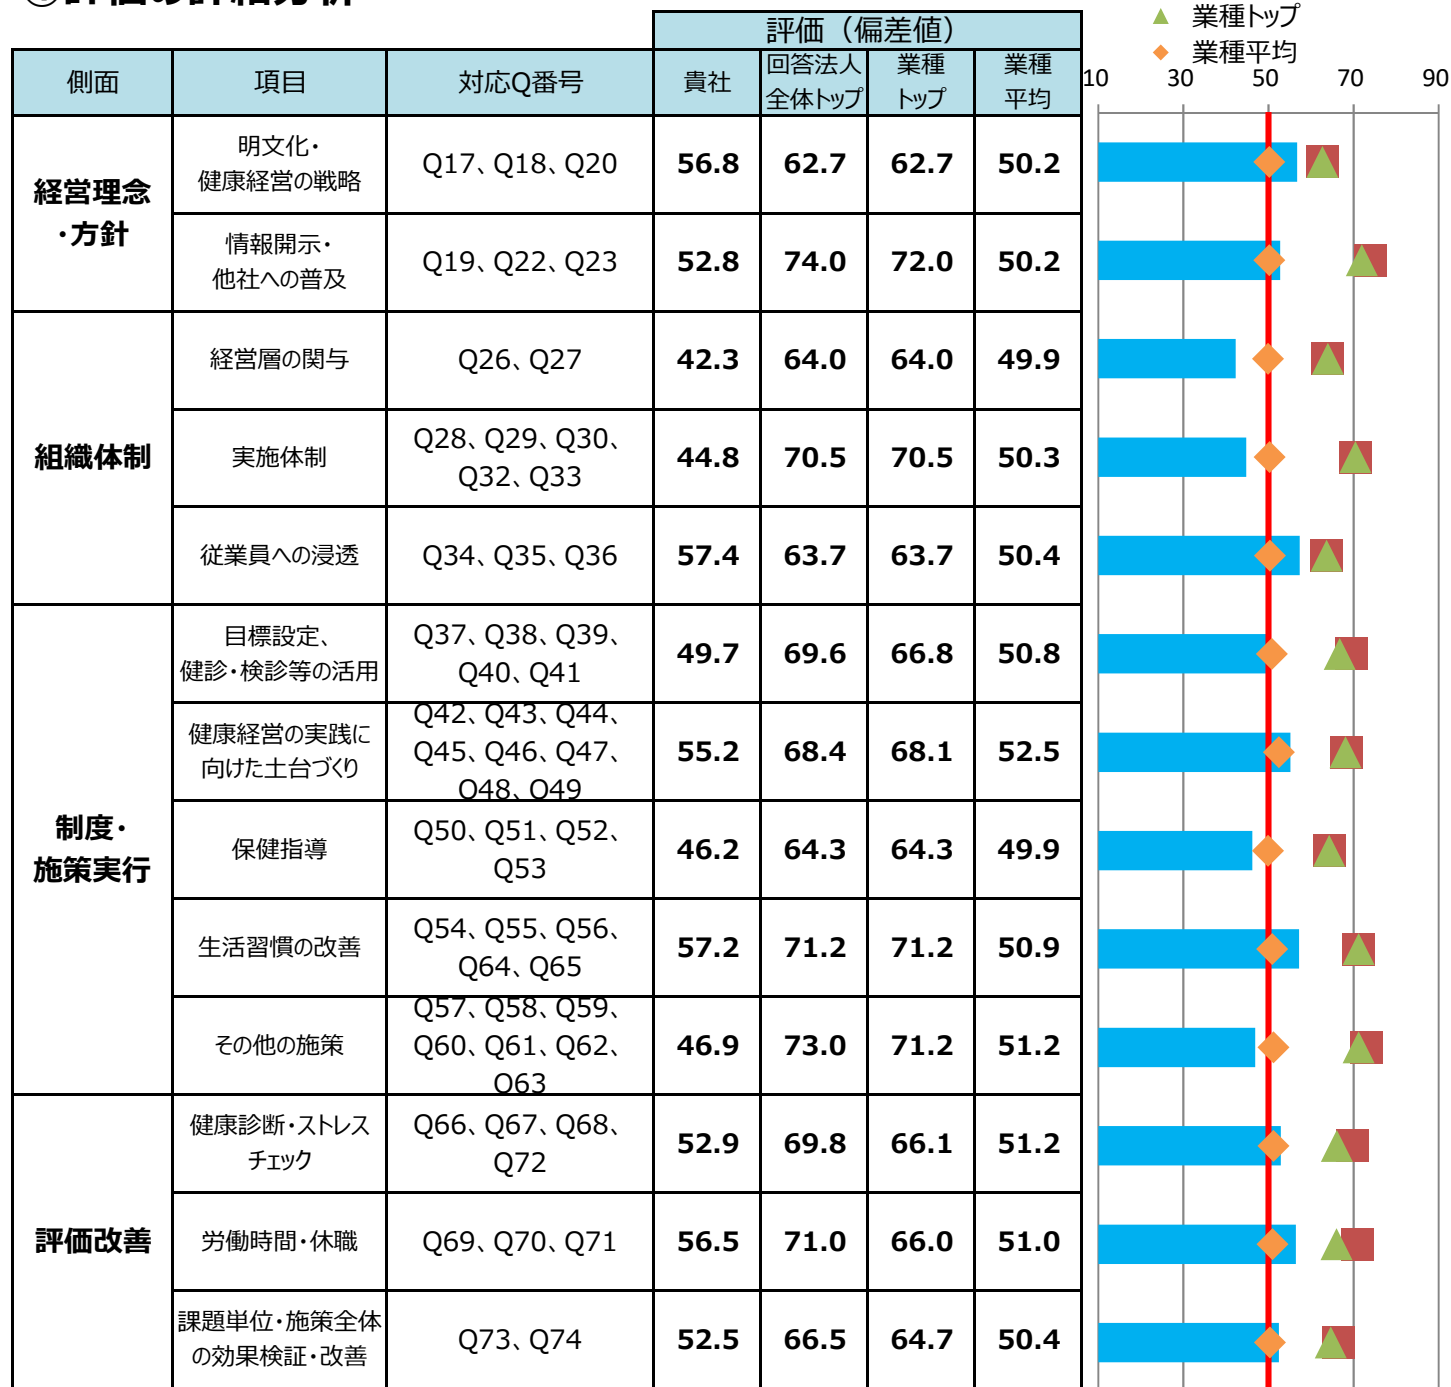 ①評価の詳細分析
▲ 業種トップ
◆ 業種平均
評価（偏差値）
側面 項目 対応Q番号 貴社 回答法人 業種 業種
全体トップ トップ 平均
10 30 50 70 90
経営理念
・方針
明文化・
健康経営の戦略
Q17、Q18、Q20 56.8 62.7 62.7 50.2
情報開示・
他社への普及
Q19、Q22、Q23 52.8 74.0 72.0 50.2
組織体制
経営層の関与 Q26、Q27 42.3 64.0 64.0 49.9
実施体制
Q28、Q29、Q30、
Q32、Q33
44.8 70.5 70.5 50.3
従業員への浸透 Q34、Q35、Q36 57.4 63.7 63.7 50.4
制度・
施策実行
目標設定、
健診・検診等の活用
Q37、Q38、Q39、
Q40、Q41
49.7 69.6 66.8 50.8
健康経営の実践に
向けた土台づくり
Q42、Q43、Q44、
Q45、Q46、Q47、
Q48、Q49
55.2 68.4 68.1 52.5
保健指導
Q50、Q51、Q52、
Q53
46.2 64.3 64.3 49.9
生活習慣の改善
Q54、Q55、Q56、
Q64、Q65
57.2 71.2 71.2 50.9
その他の施策
Q57、Q58、Q59、
Q60、Q61、Q62、
Q63
46.9 73.0 71.2 51.2
評価改善
健康診断・ストレス
チェック
Q66、Q67、Q68、
Q72
52.9 69.8 66.1 51.2
労働時間・休職 Q69、Q70、Q71 56.5 71.0 66.0 51.0
課題単位・施策全体
の効果検証・改善
Q73、Q74 52.5 66.5 64.7 50.4